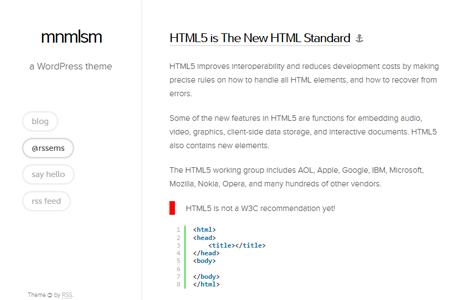 mnmlsm
a WordPress theme
blog
@rssems
say hello
rss feed
Theme by RSS.
HTML5 is The New HTML Standard
HTML5 improves interoperability and reduces development costs by making
precise rules on how to handle all HTML elements, and how to recover from
errors.
Some of the new features in HTML5 are functions for embedding audio,
video, graphics, client-side data storage, and interactive documents. HTML5
also contains new elements.
The HTML5 working group includes AOL, Apple, Google, IBM, Microsoft,
Mozilla, Nokia, Opera, and many hundreds of other vendors.
HTML5 is not a W3C recommendation yet!
1 <html>
2 <head>
3 <title></title>
4 </head>
5 <body>
6
7 </body>
8 </html>